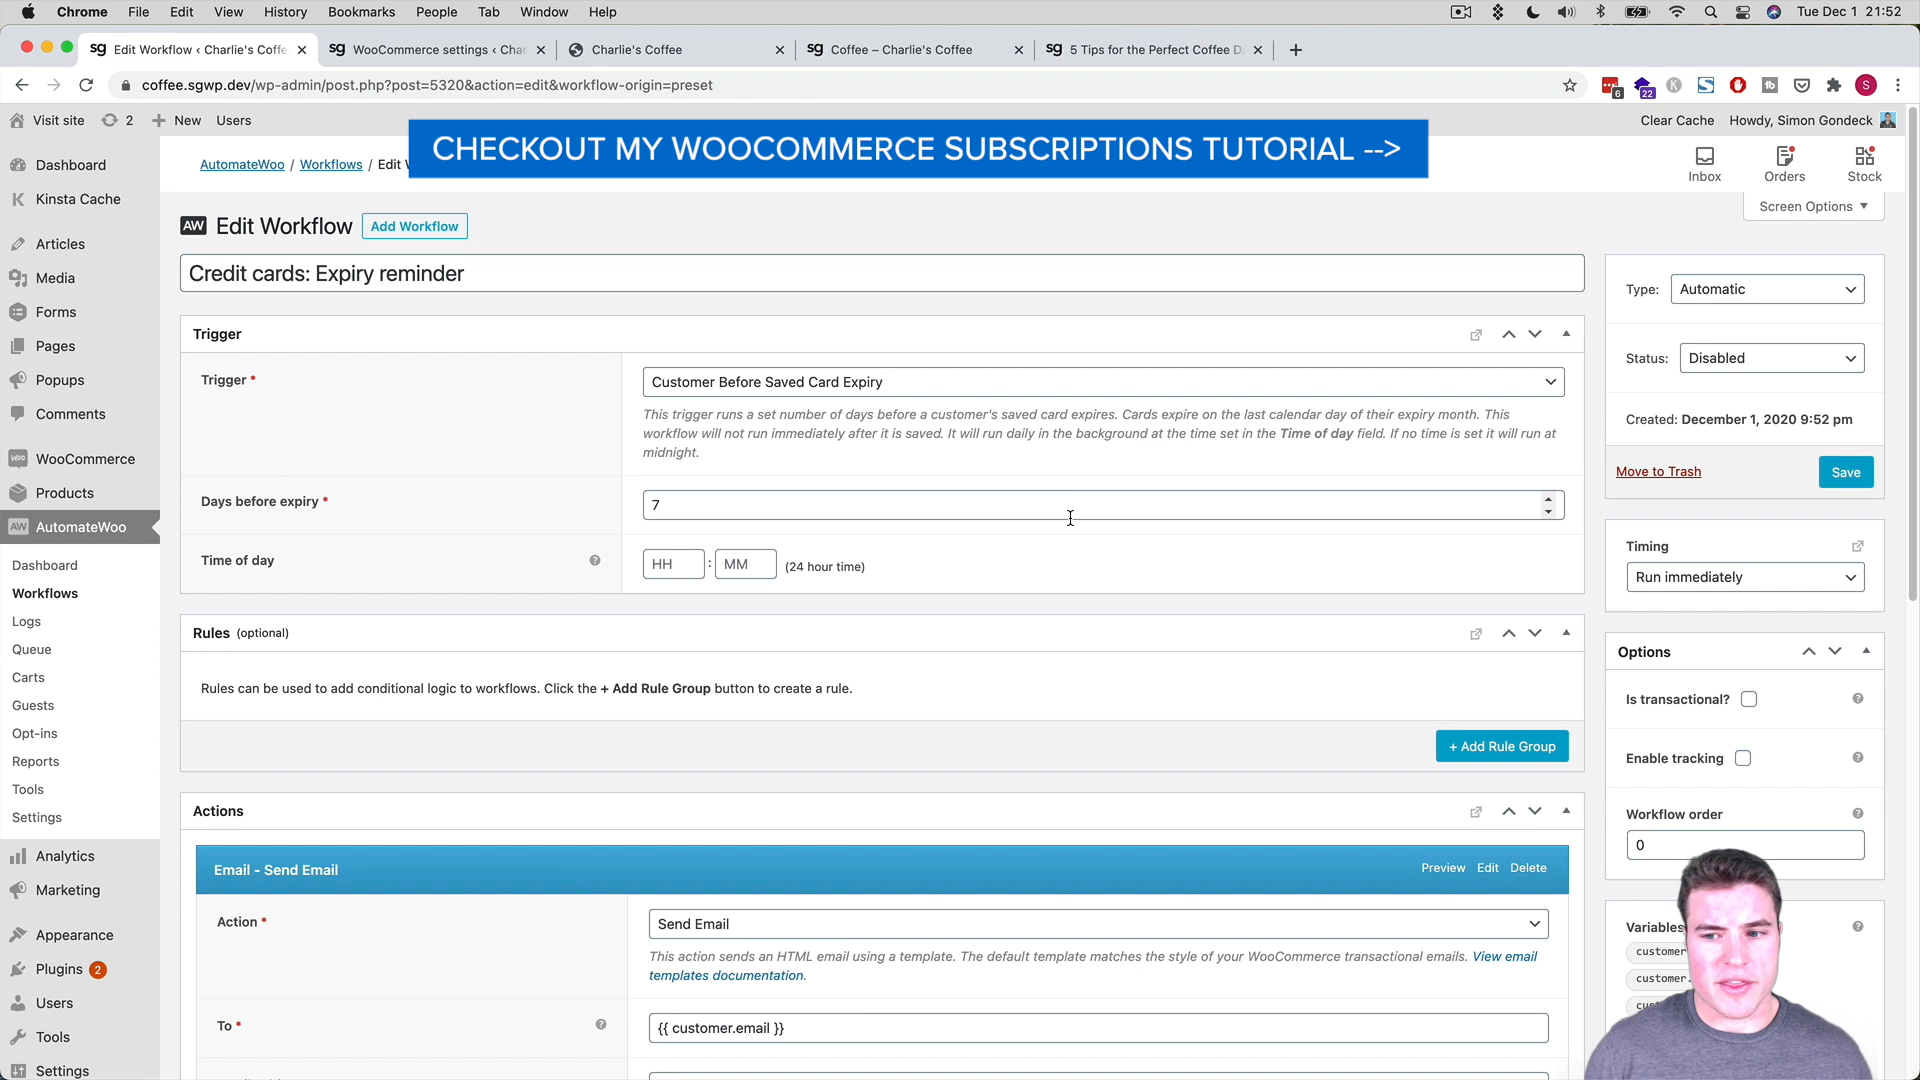 Chrome File Edit View History Bookmarks People Tab Window Help Tue Dec 1 21:52
sg Edit Workflow ‹ Charlie's Coffe sg WooCommerce settings ‹ Char Charlie's Coffee sg Coffee – Charlie's Coffee sg 5 Tips for the Perfect Coffee D
coffee.sgwp.dev/wp-admin/post.php?post=5320&action=edit&workflow-origin=preset 6 22 K tb S
Visit site 2 New Users Clear Cache Howdy, Simon Gondeck
CHECKOUT MY WOOCOMMERCE SUBSCRIPTIONS TUTORIAL -->
AutomateWoo / Workflows / Edit
Inbox Orders Stock
Screen Options
Dashboard
Kinsta Cache
Articles
Media
Forms
Pages
Popups
Comments
WooCommerce
Products
AW AutomateWoo
Dashboard
Workflows
Logs
Queue
Carts
Guests
Opt-ins
Reports
Tools
Settings
Analytics
Marketing
Appearance
Plugins 2
Users
Tools
Settings
AW Edit Workflow Add Workflow
Credit cards: Expiry reminder
Trigger
Trigger *
Customer Before Saved Card Expiry
This trigger runs a set number of days before a customer's saved card expires. Cards expire on the last calendar day of their expiry month. This
workflow will not run immediately after it is saved. It will run daily in the background at the time set in the Time of day field. If no time is set it will run at
midnight.
Days before expiry *
7
Time of day
HH : MM (24 hour time)
Rules (optional)
Rules can be used to add conditional logic to workflows. Click the + Add Rule Group button to create a rule.
+ Add Rule Group
Actions
Email - Send Email Preview Edit Delete
Action *
Send Email
This action sends an HTML email using a template. The default template matches the style of your WooCommerce transactional emails. View email
templates documentation.
To *
{{ customer.email }}
Type: Automatic
Status: Disabled
Created: December 1, 2020 9:52 pm
Move to Trash Save
Timing
Run immediately
Options
Is transactional?
Enable tracking
Workflow order
0
Variables
customer
customer.